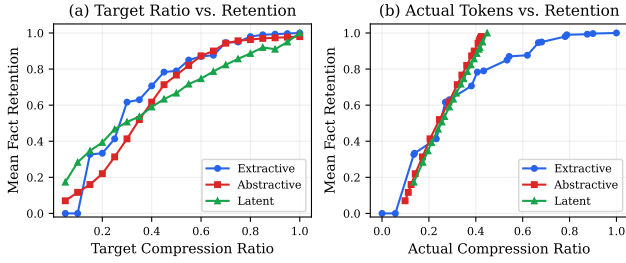 (a) Target Ratio vs. Retention
Mean Fact Retention
1.0
0.8
0.6
0.4
0.2
0.0
Extractive
Abstractive
Latent
0.2
0.4
0.6
0.8
1.0
Target Compression Ratio
(b) Actual Tokens vs. Retention
Mean Fact Retention
1.0
0.8
0.6
0.4
0.2
0.0
Extractive
Abstractive
Latent
0.0
0.2
0.4
0.6
0.8
1.0
Actual Compression Ratio